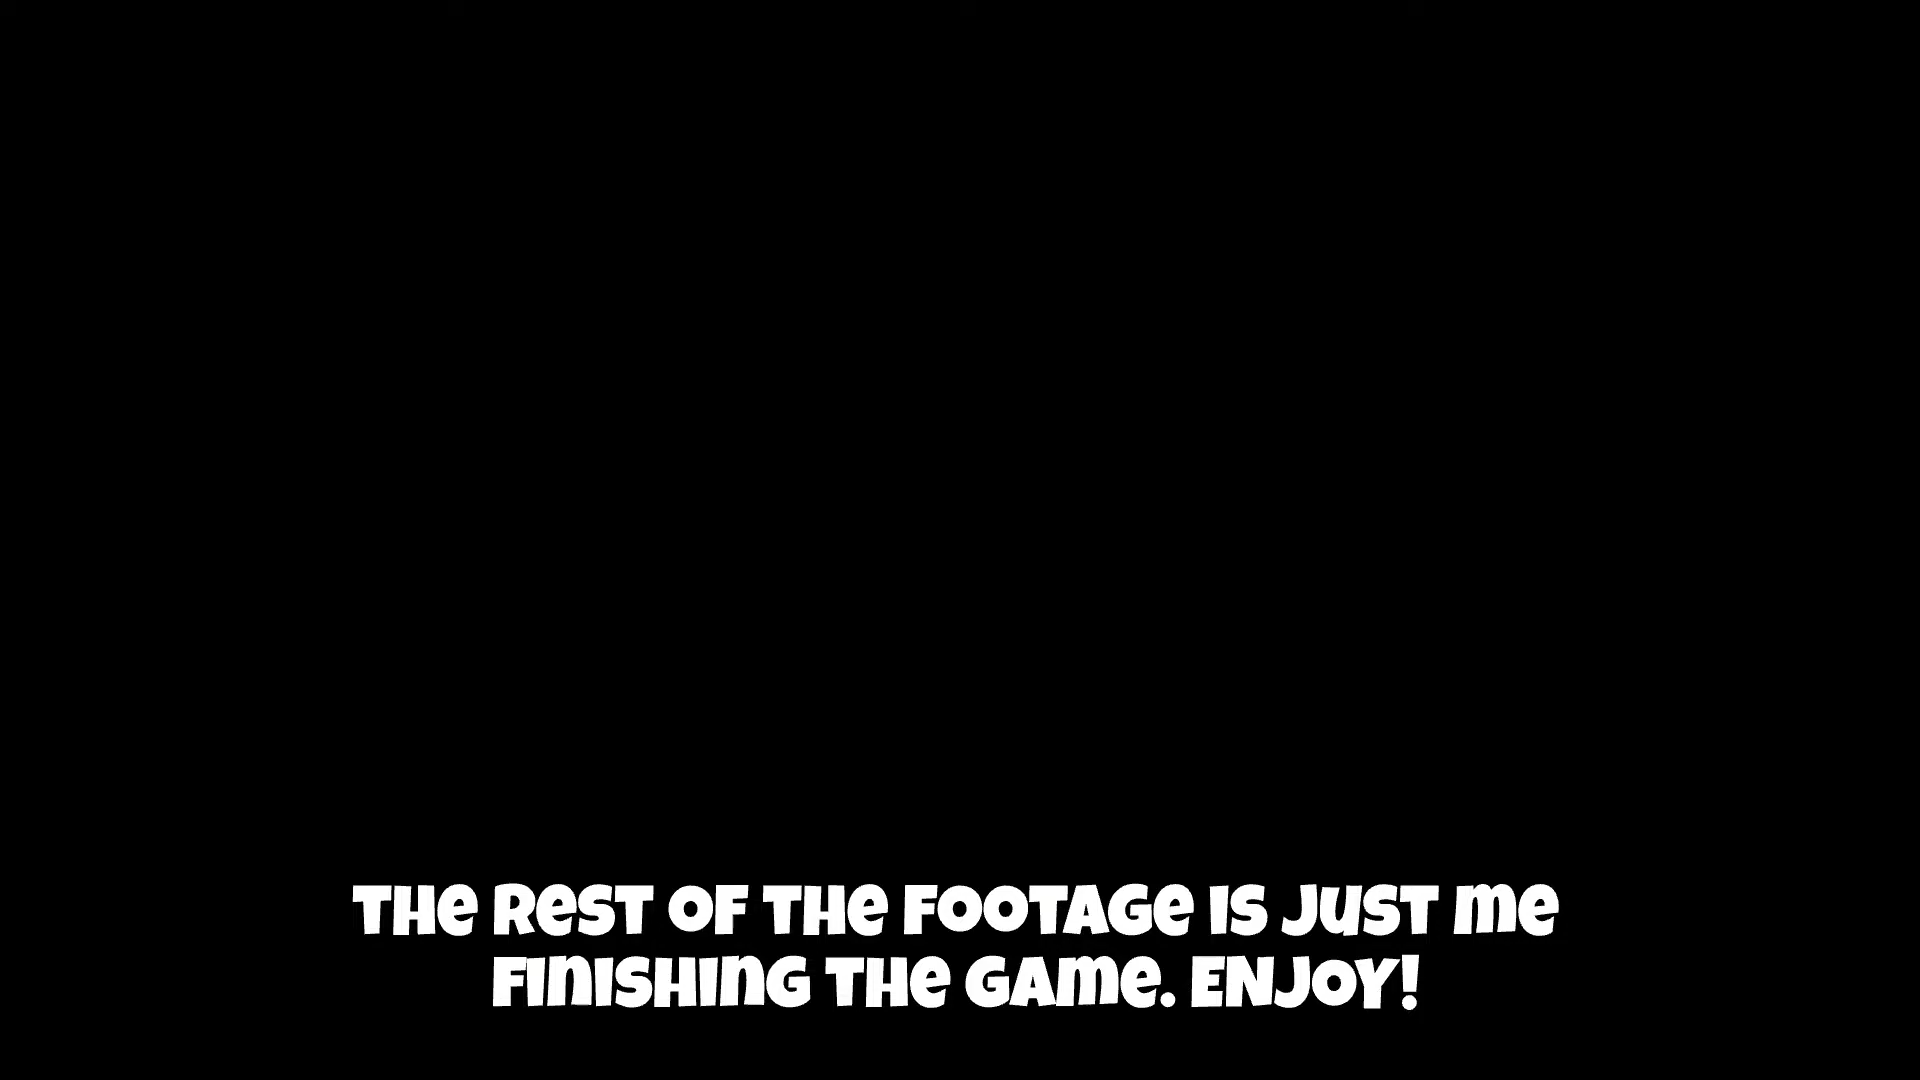 THE REST OF THE FOOTAGE IS JUST ME
FINISHING THE GAME. ENJOY!